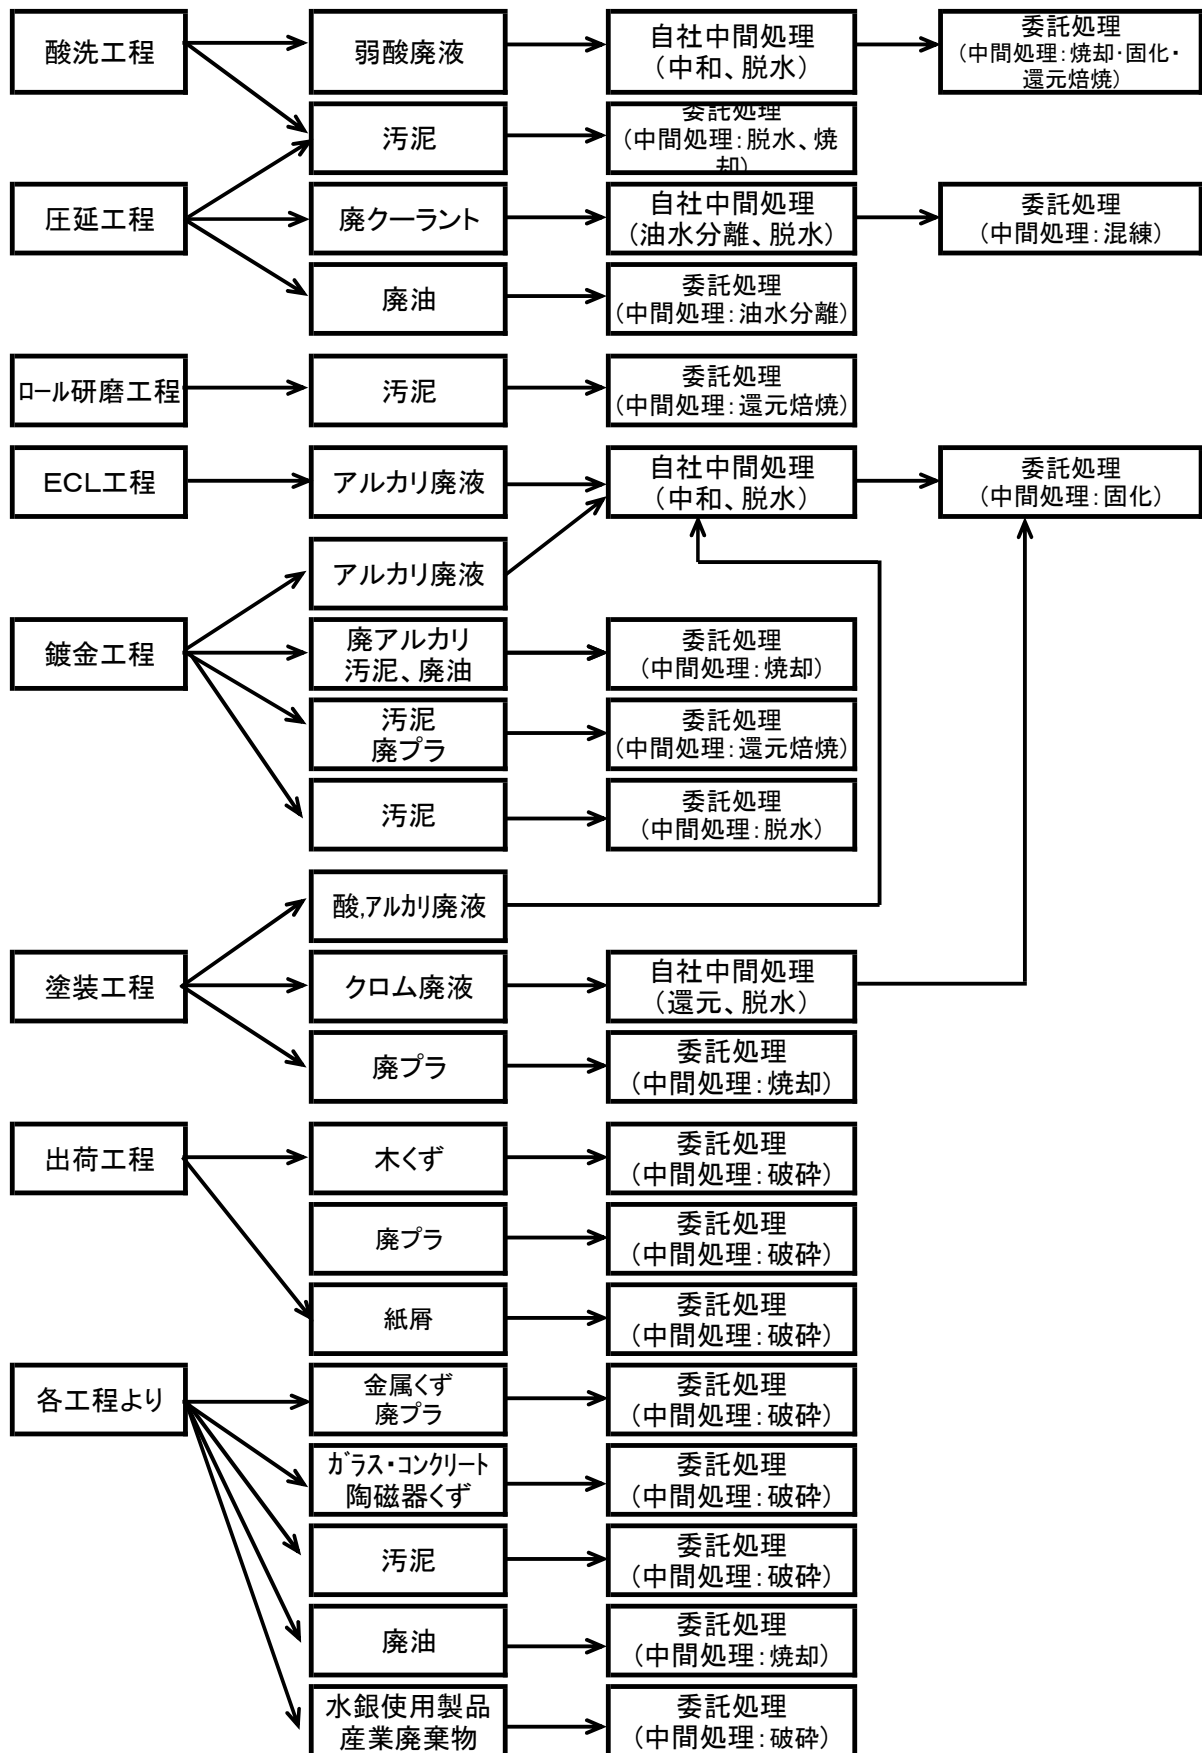 酸洗工程
弱酸廃液
自社中間処理
（中和、脱水）
委託処理
（中間処理：焼却・固化・
還元焙焼）
汚泥
委託処理
（中間処理：脱水、焼
却）
圧延工程
廃クーラント
自社中間処理
（油水分離、脱水）
委託処理
（中間処理：混練）
廃油
委託処理
（中間処理：油水分離）
ﾛｰﾙ研磨工程
汚泥
委託処理
（中間処理：還元焙焼）
ECL工程
アルカリ廃液
自社中間処理
（中和、脱水）
委託処理
（中間処理：固化）
アルカリ廃液
鍍金工程
廃アルカリ
汚泥、廃油
委託処理
（中間処理：焼却）
汚泥
廃プラ
委託処理
（中間処理：還元焙焼）
汚泥
委託処理
（中間処理：脱水）
酸,ｱﾙｶﾘ廃液
塗装工程
クロム廃液
自社中間処理
（還元、脱水）
廃プラ
委託処理
（中間処理：焼却）
出荷工程
木くず
委託処理
（中間処理：破砕）
廃プラ
委託処理
（中間処理：破砕）
紙屑
委託処理
（中間処理：破砕）
各工程より
金属くず
廃プラ
委託処理
（中間処理：破砕）
ｶﾞﾗｽ・ｺﾝｸﾘｰﾄ
陶磁器くず
委託処理
（中間処理：破砕）
汚泥
委託処理
（中間処理：破砕）
廃油
委託処理
（中間処理：焼却）
水銀使用製品
産業廃棄物
委託処理
（中間処理：破砕）